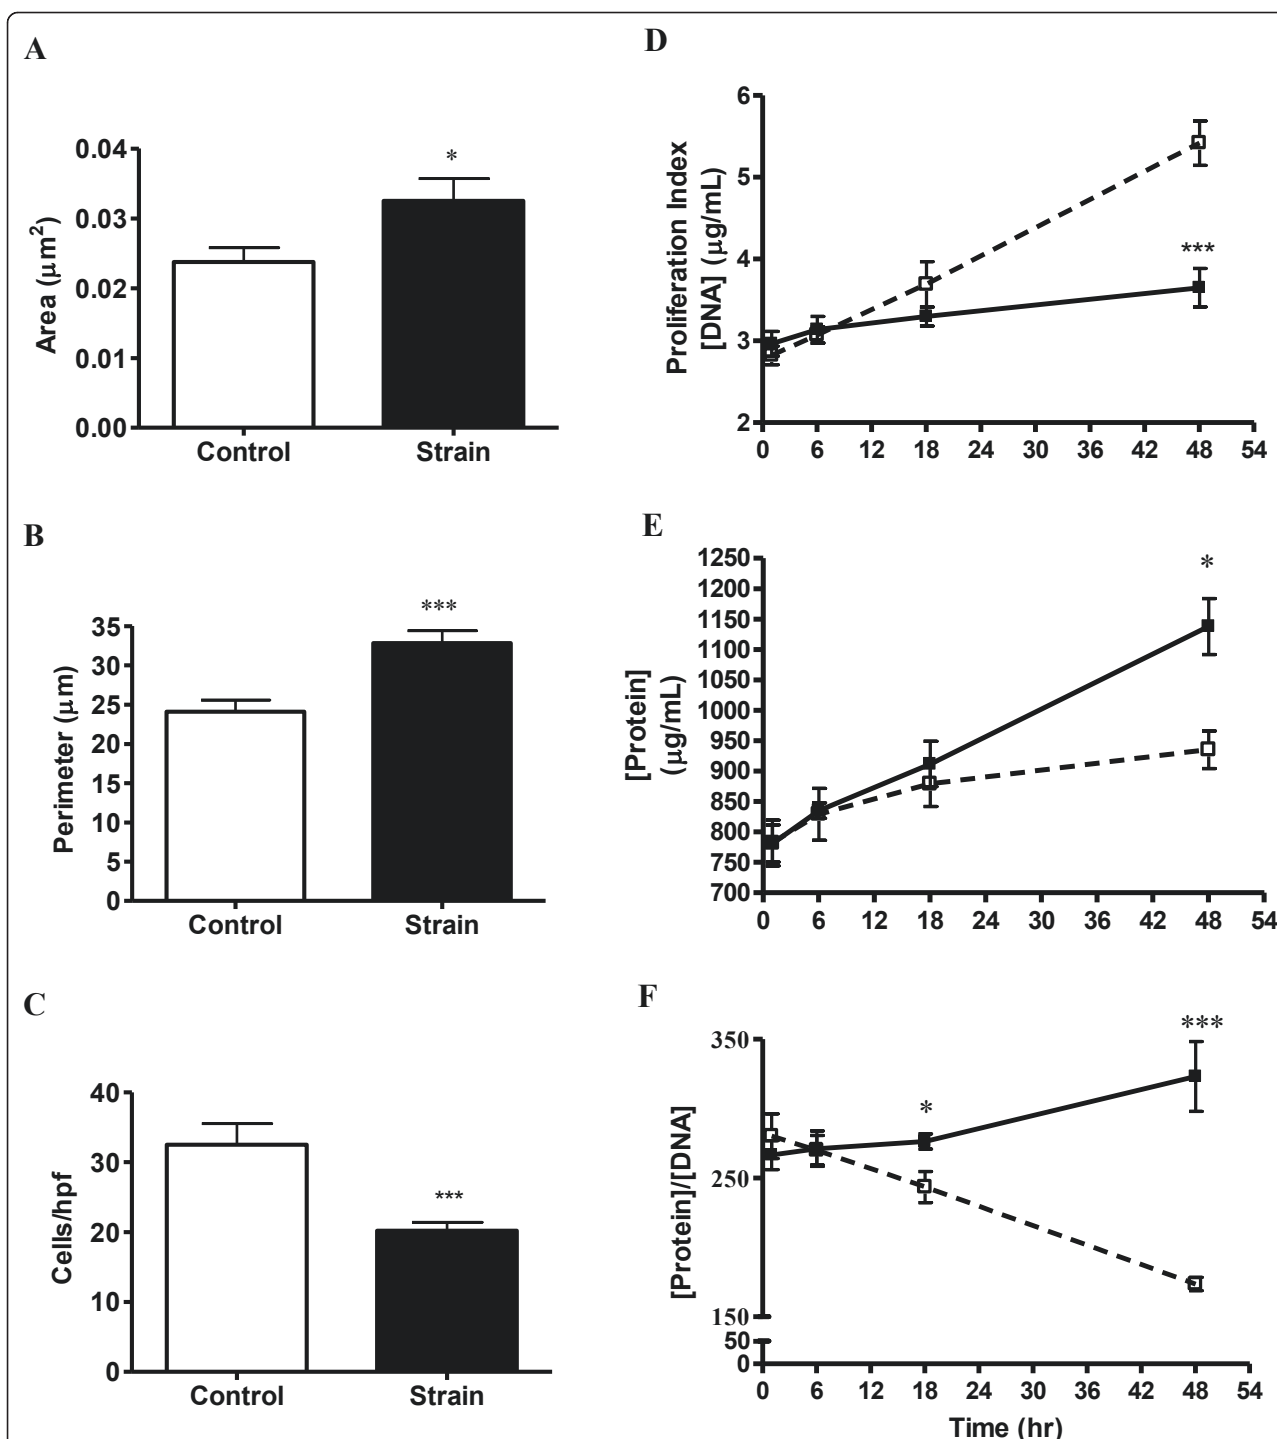 A
Area (μm²)
0.04
0.03
0.02
0.01
0.00
*
Control Strain
B
Perimeter (μm)
35
30
25
20
15
10
5
0
***
Control Strain
C
Cells/hpf
40
30
20
10
0
***
Control Strain
D
Proliferation Index
[DNA] (μg/mL)
6
5
4
3
2
***
0 6 12 18 24 30 36 42 48 54
E
[Protein]
(μg/mL)
1250
1200
1150
1100
1050
1000
950
900
850
800
750
700
*
0 6 12 18 24 30 36 42 48 54
F
[Protein]/[DNA]
350
250
150
50
0
*
***
0 6 12 18 24 30 36 42 48 54
Time (hr)